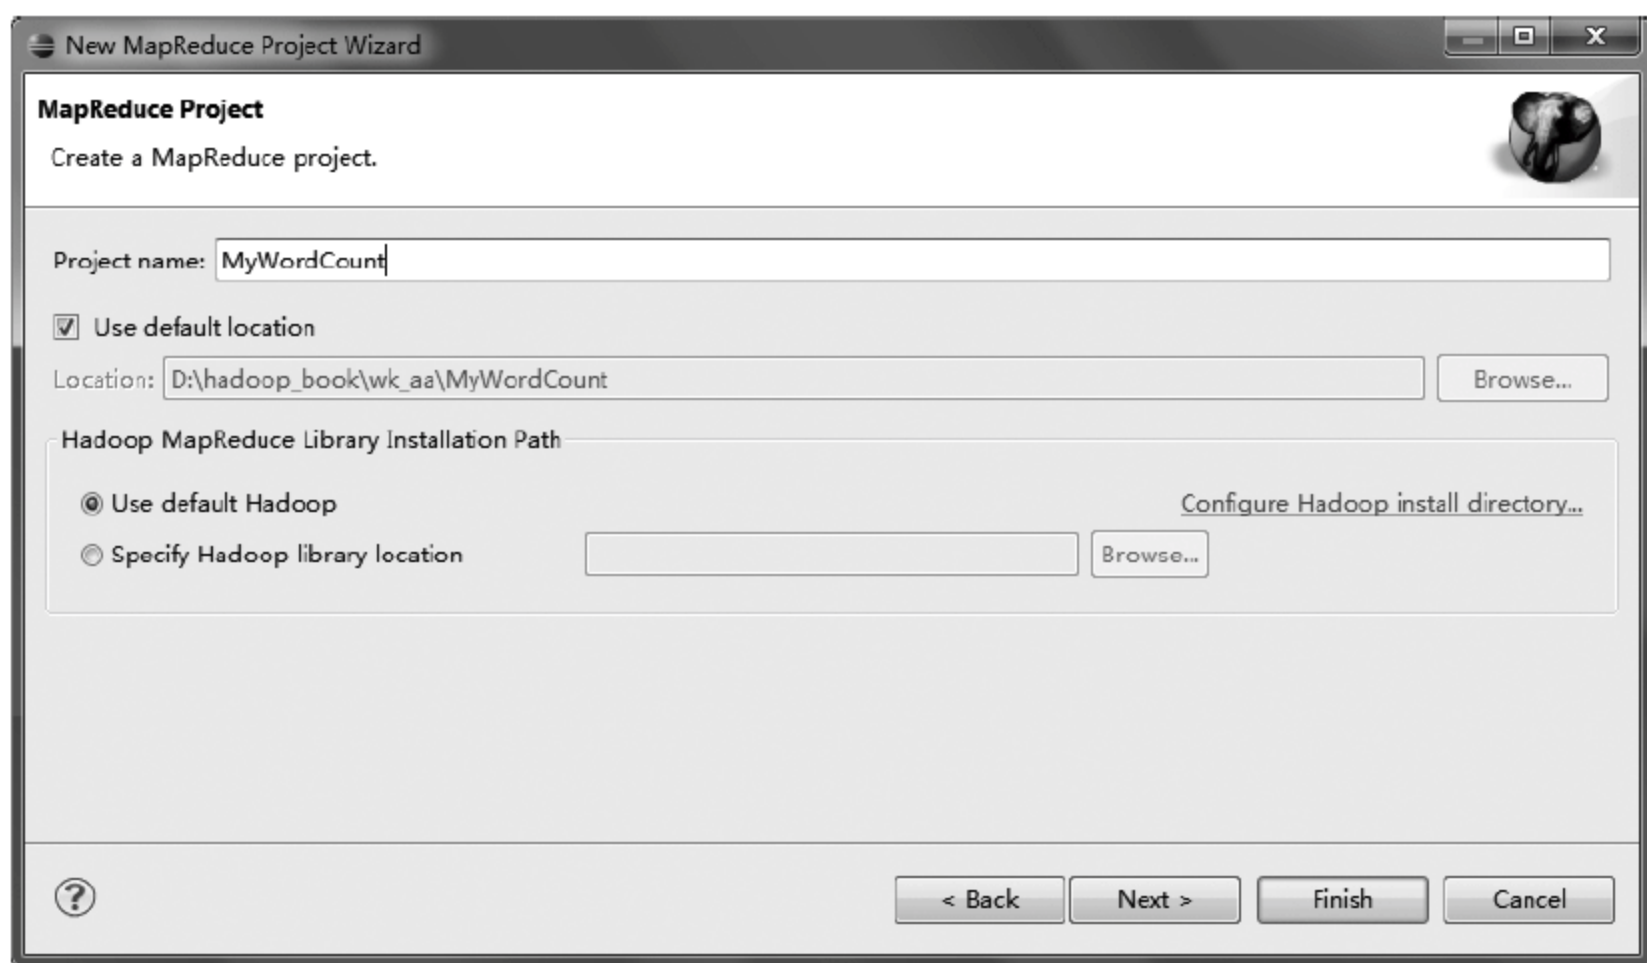 New MapReduce Project Wizard
MapReduce Project
Create a MapReduce project.
Project name: MyWordCount
Use default location
Location: D:\hadoop_book\wk_aa\MyWordCount Browse...
Hadoop MapReduce Library Installation Path
Use default Hadoop Configure Hadoop install directory...
Specify Hadoop library location Browse...
? < Back Next > Finish Cancel